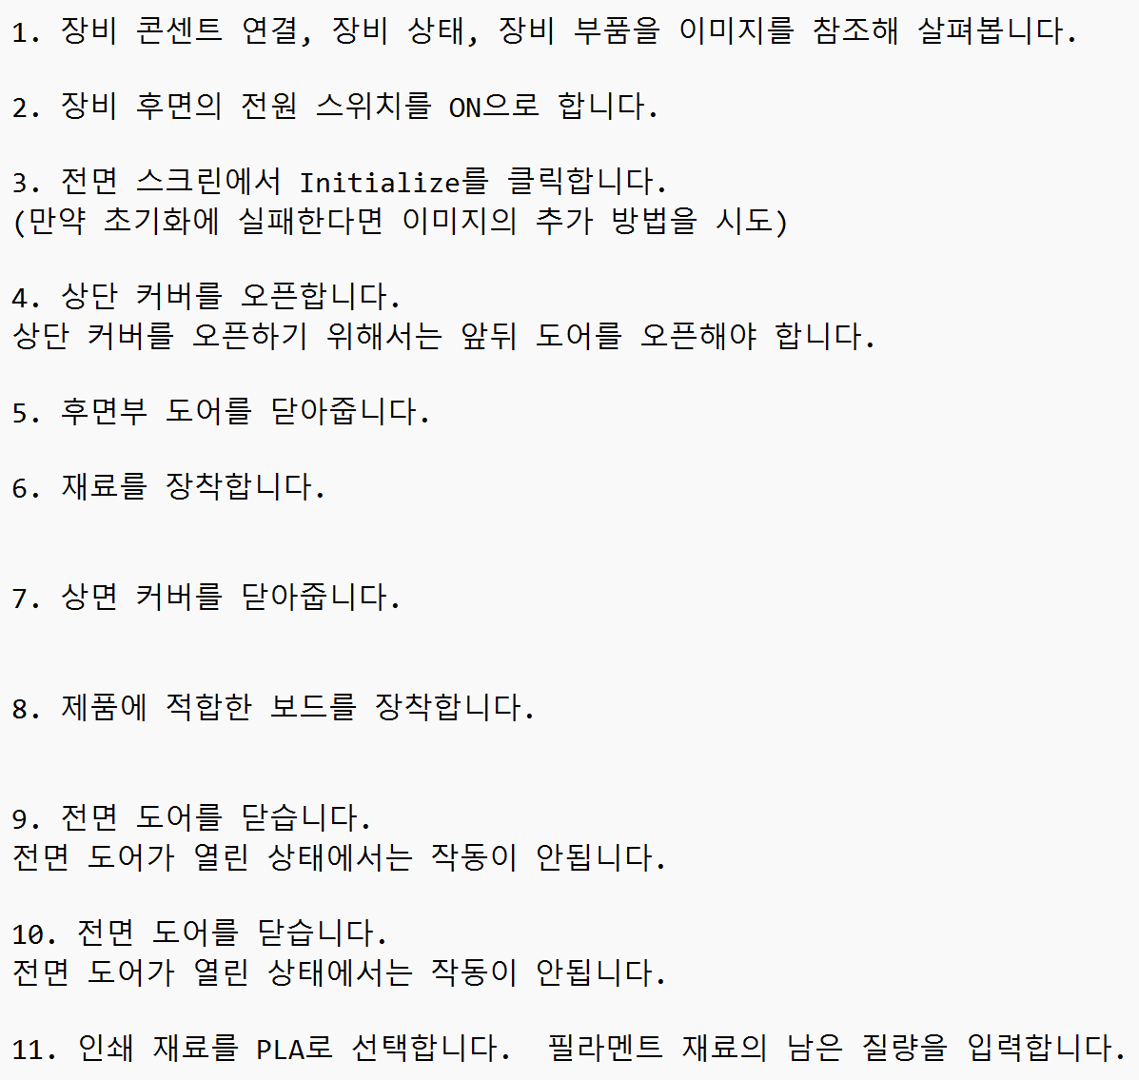 1. 장비 콘센트 연결, 장비 상태, 장비 부품을 이미지를 참조해 살펴봅니다.
2. 장비 후면의 전원 스위치를 ON으로 합니다.
3. 전면 스크린에서 Initialize를 클릭합니다.
(만약 초기화에 실패한다면 이미지의 추가 방법을 시도)
4. 상단 커버를 오픈합니다.
상단 커버를 오픈하기 위해서는 앞뒤 도어를 오픈해야 합니다.
5. 후면부 도어를 닫아줍니다.
6. 재료를 장착합니다.
7. 상면 커버를 닫아줍니다.
8. 제품에 적합한 보드를 장착합니다.
9. 전면 도어를 닫습니다.
전면 도어가 열린 상태에서는 작동이 안됩니다.
10. 전면 도어를 닫습니다.
전면 도어가 열린 상태에서는 작동이 안됩니다.
11. 인쇄 재료를 PLA로 선택합니다.  필라멘트 재료의 남은 질량을 입력합니다.